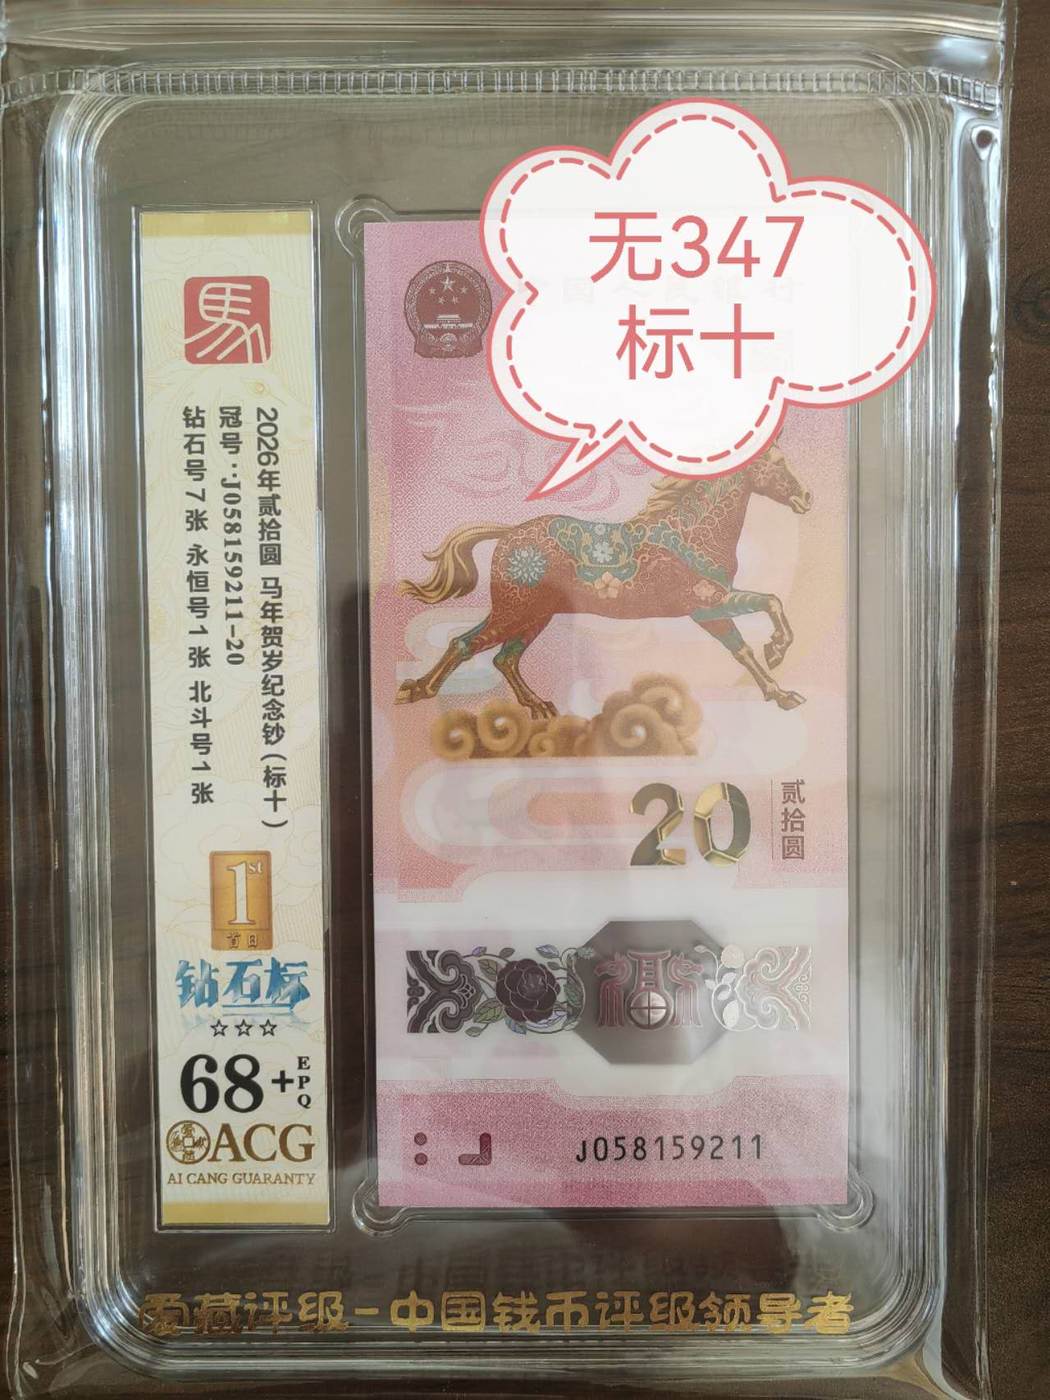 无347
标十
馬
2026年贰拾圆 马年贺岁纪念钞(标十)
冠号:J058159211-20
钻石号7张 永恒号1张 北斗号1张
1st
首日
钻石标
☆☆☆
68+EPQ
ACG
AI CANG GUARANTY
20
贰拾圆
福
J058159211
爱藏评级-中国钱币评级领导者